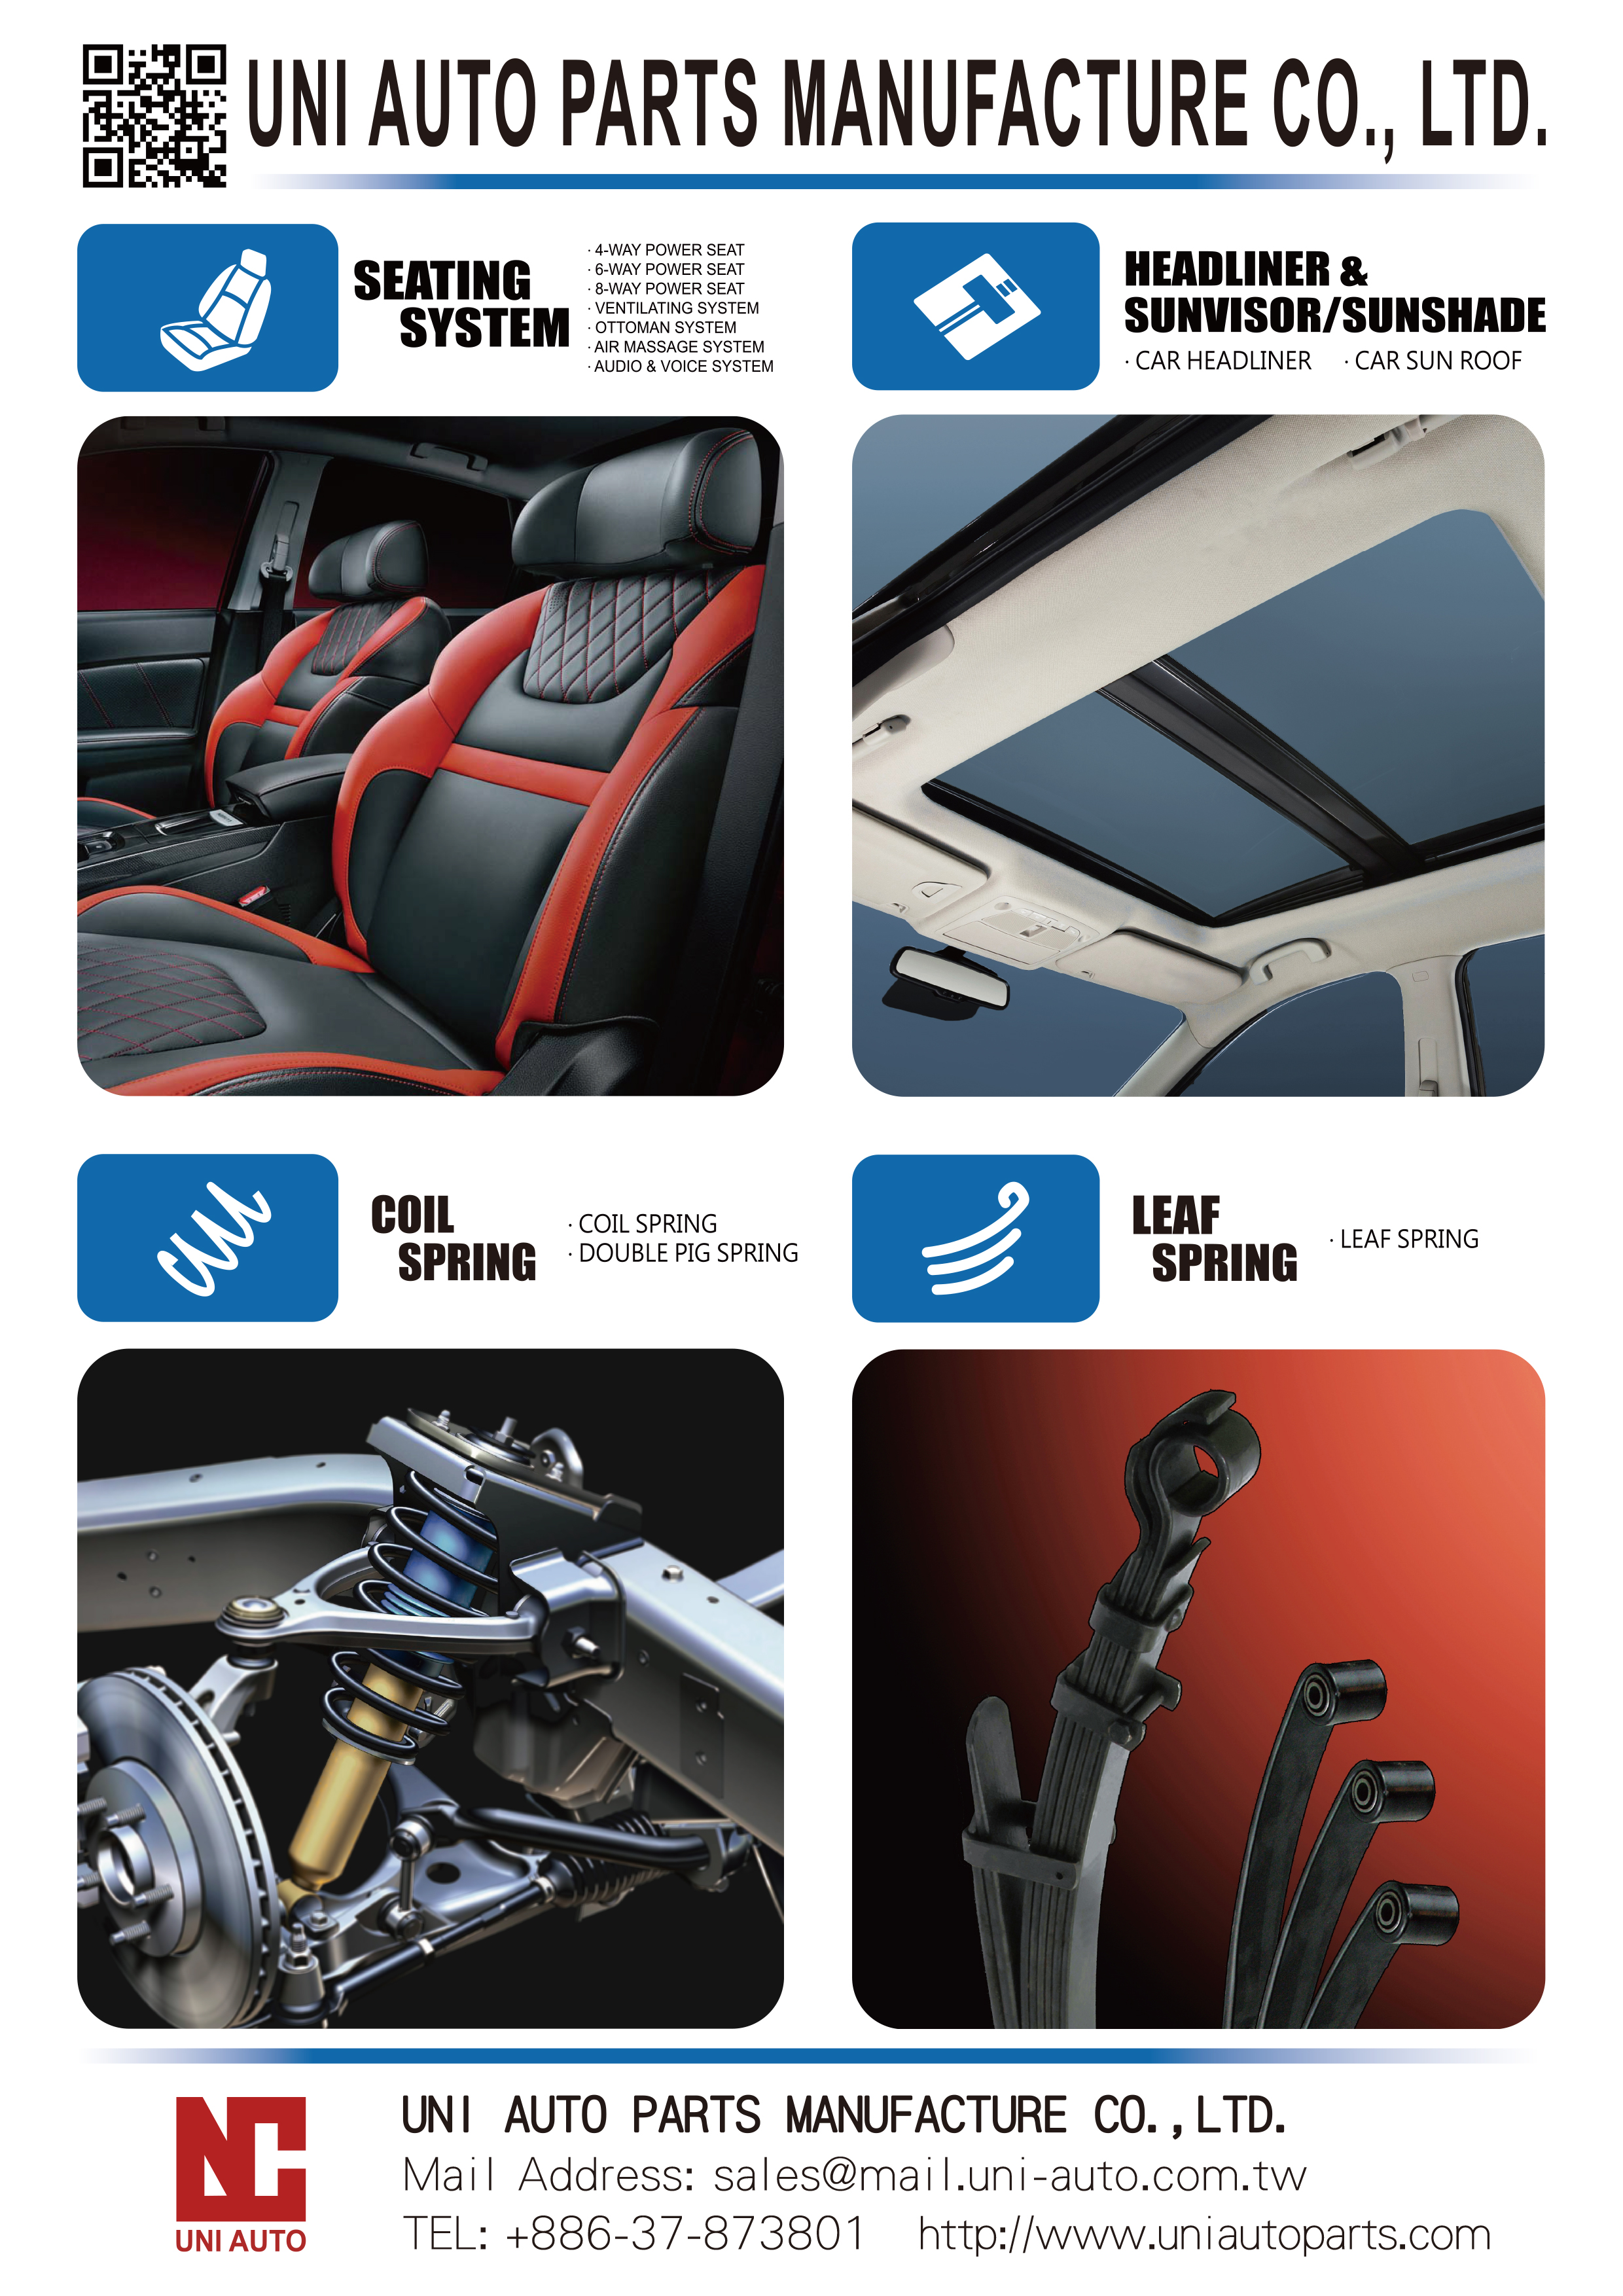 UNI AUTO PARTS MANUFACTURE CO., LTD.
SEATING
SYSTEM
· 4-WAY POWER SEAT
· 6-WAY POWER SEAT
· 8-WAY POWER SEAT
· VENTILATING SYSTEM
· OTTOMAN SYSTEM
· AIR MASSAGE SYSTEM
· AUDIO & VOICE SYSTEM
HEADLINER &
SUNVISOR/SUNSHADE
· CAR HEADLINER · CAR SUN ROOF
COIL
SPRING
· COIL SPRING
· DOUBLE PIG SPRING
LEAF
SPRING
· LEAF SPRING
UNI AUTO
UNI AUTO PARTS MANUFACTURE CO.,LTD.
Mail Address: sales@mail.uni-auto.com.tw
TEL: +886-37-873801 http://www.uniautoparts.com